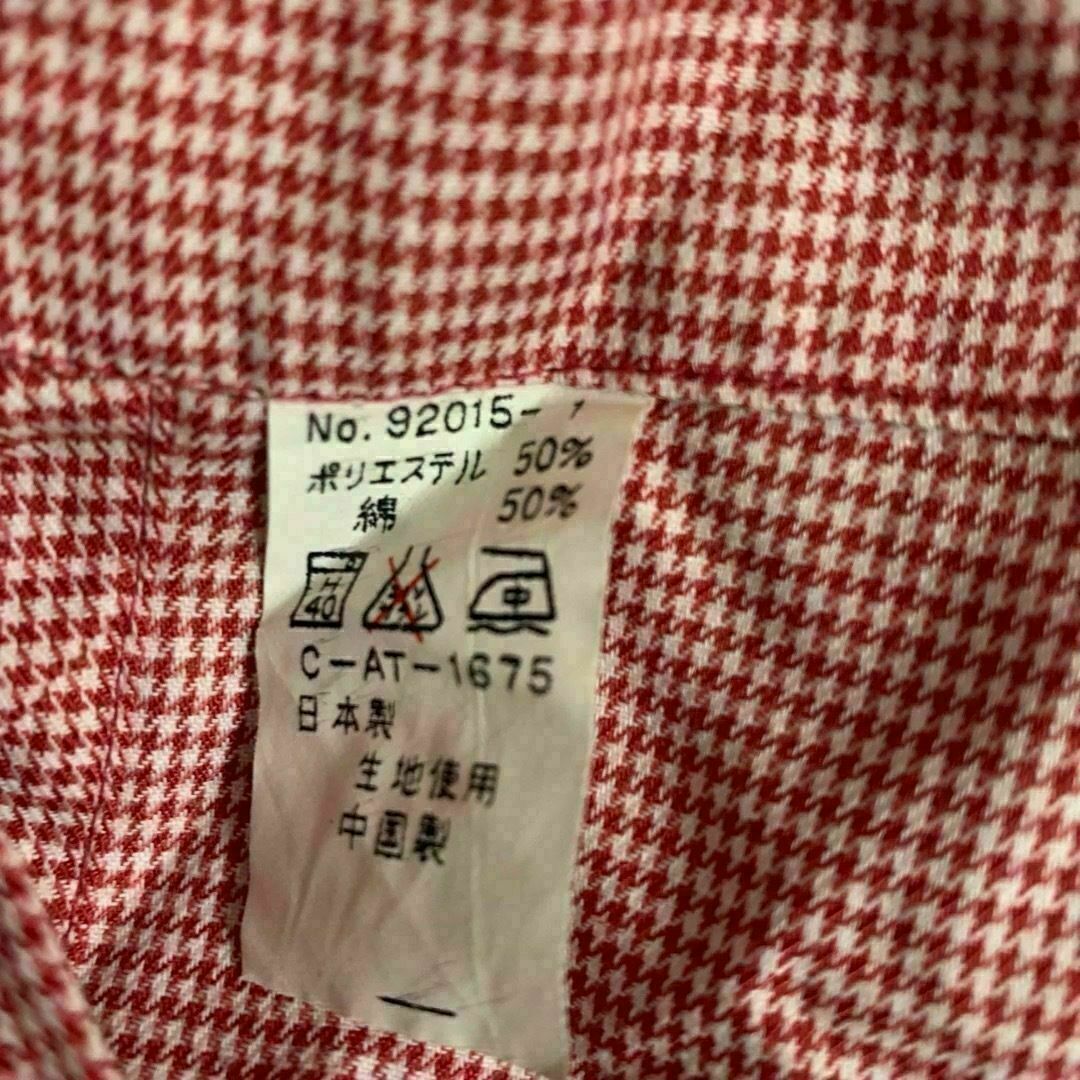 No. 92015-
ポリエステル 50%
綿 50%
H 40 中
C-AT-1675
日本製
生地使用
中国製